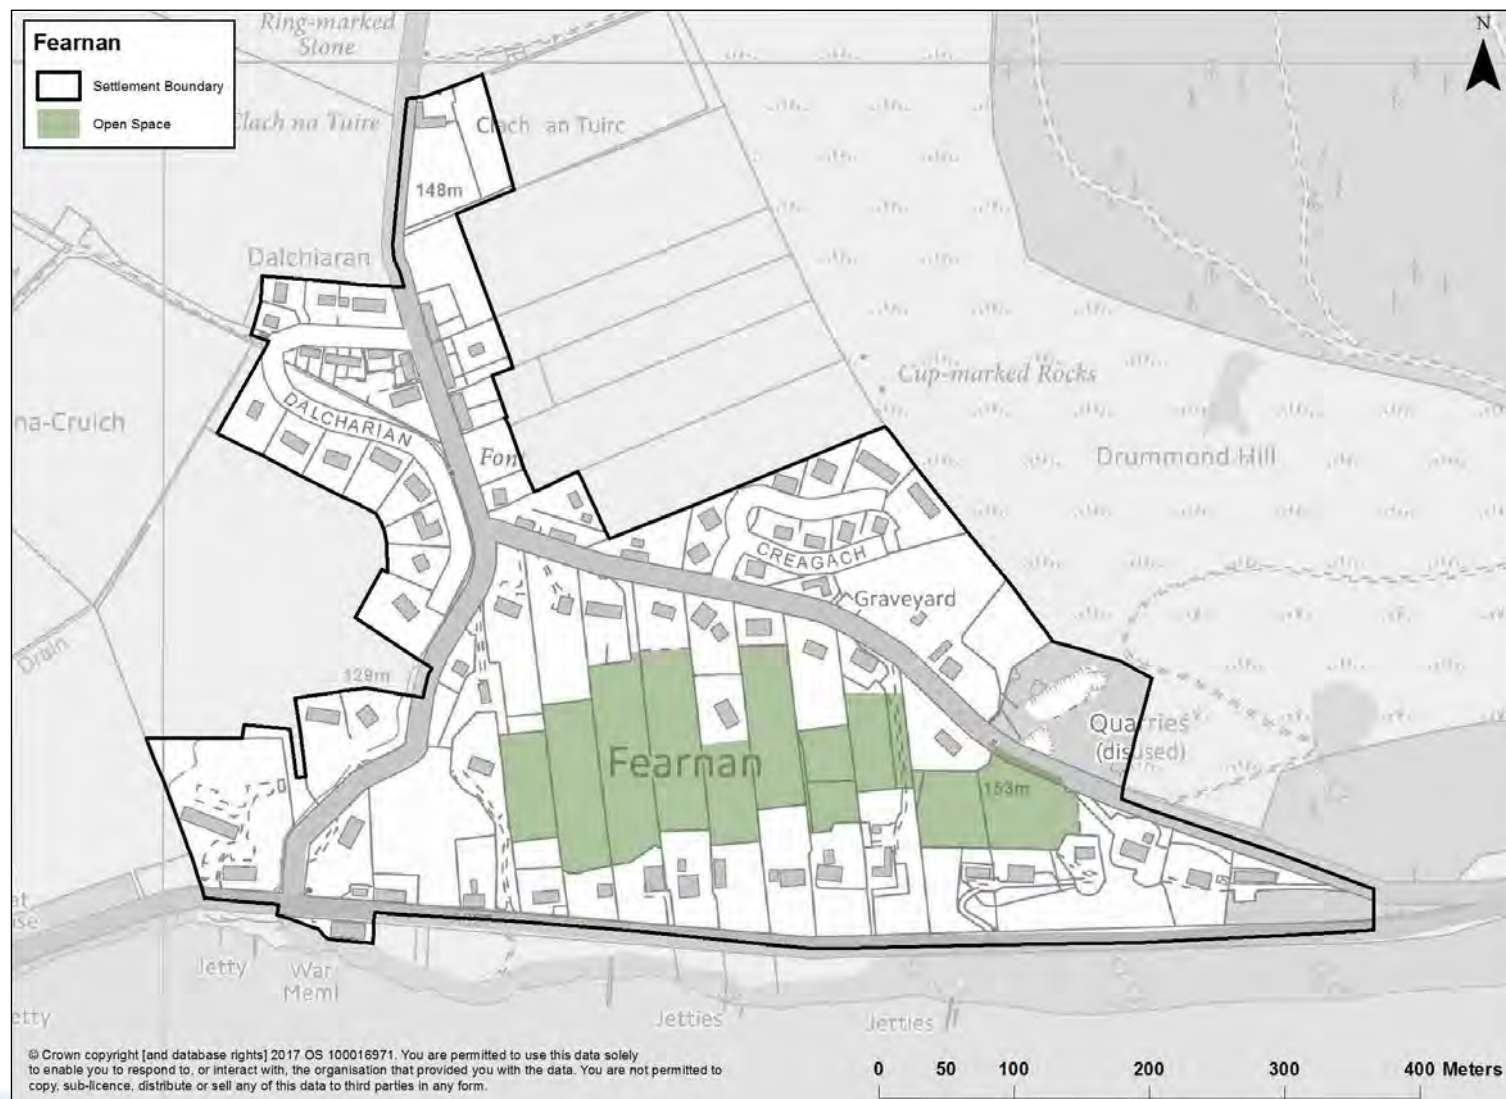 Fearnan
Settlement Boundary
Open Space
N
Ring-marked
Stone
Clach na Tuire
Clach an Tuirc
148m
Dalchiaran
Cup-marked Rocks
na-Cruich
DALCHARIAN
Drummond Hill
CREAGACH
Graveyard
Drain
129m
Quarries
(disused)
Fearnan
153m
Jetty
War
Meml
etty
Jetties
Jetties
© Crown copyright [and database rights] 2017 OS 100016971. You are permitted to use this data solely
to enable you to respond to, or interact with, the organisation that provided you with the data. You are not permitted to
copy, sub-licence, distribute or sell any of this data to third parties in any form.
0 50 100 200 300 400 Meters